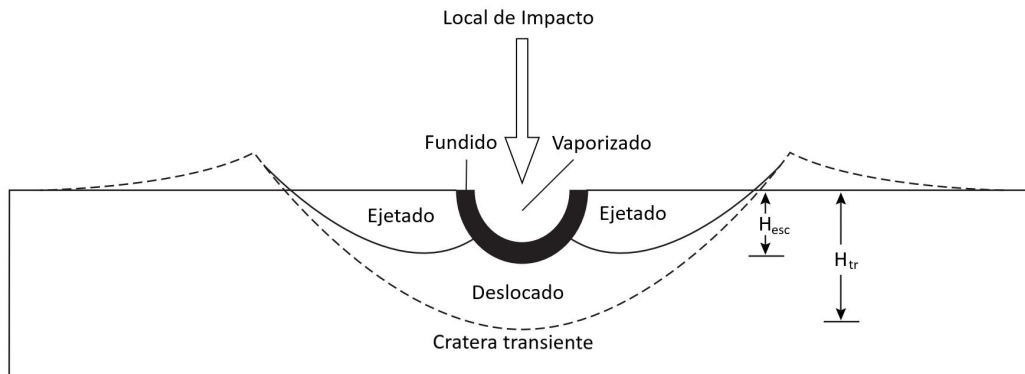 Local de Impacto
Fundido
Vaporizado
Ejetado
Ejetado
H_esc
H_tr
Deslocado
Cratera transiente